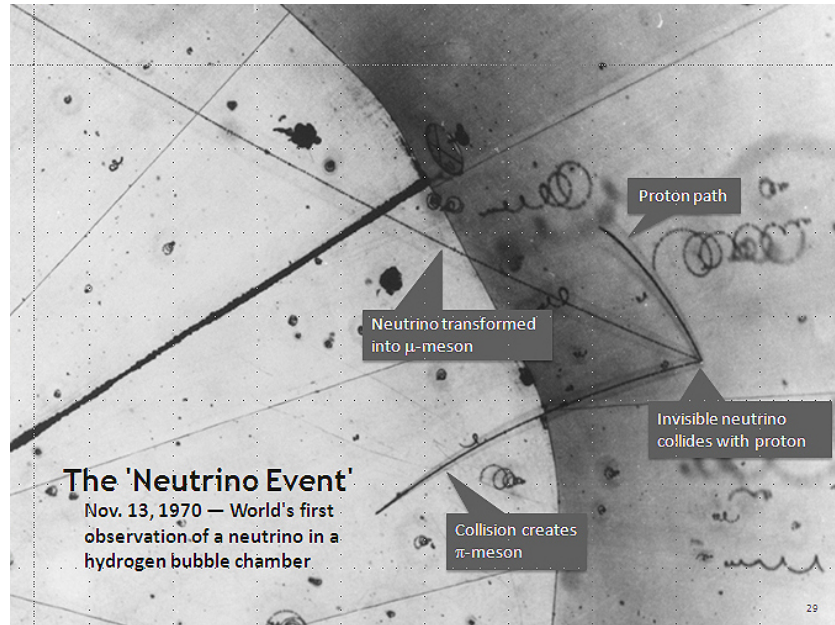 Proton path
Neutrino transformed
into μ-meson
Invisible neutrino
collides with proton
The 'Neutrino Event'
Nov. 13, 1970 — World's first
observation of a neutrino in a
hydrogen bubble chamber
Collision creates
π-meson
29